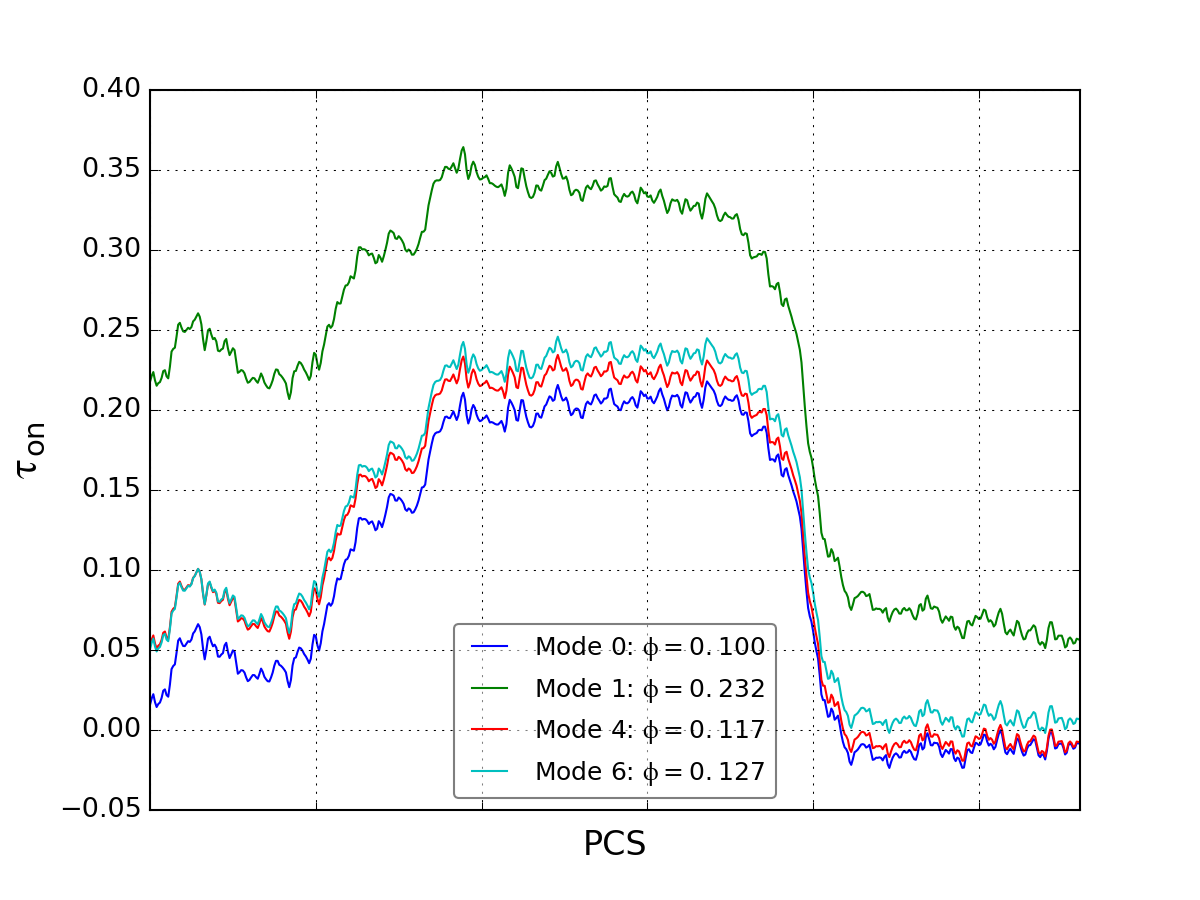 0.40
0.35
0.30
0.25
0.20
0.15
0.10
0.05
0.00
−0.05
τon
PCS
Mode 0: ϕ = 0.100
Mode 1: ϕ = 0.232
Mode 4: ϕ = 0.117
Mode 6: ϕ = 0.127